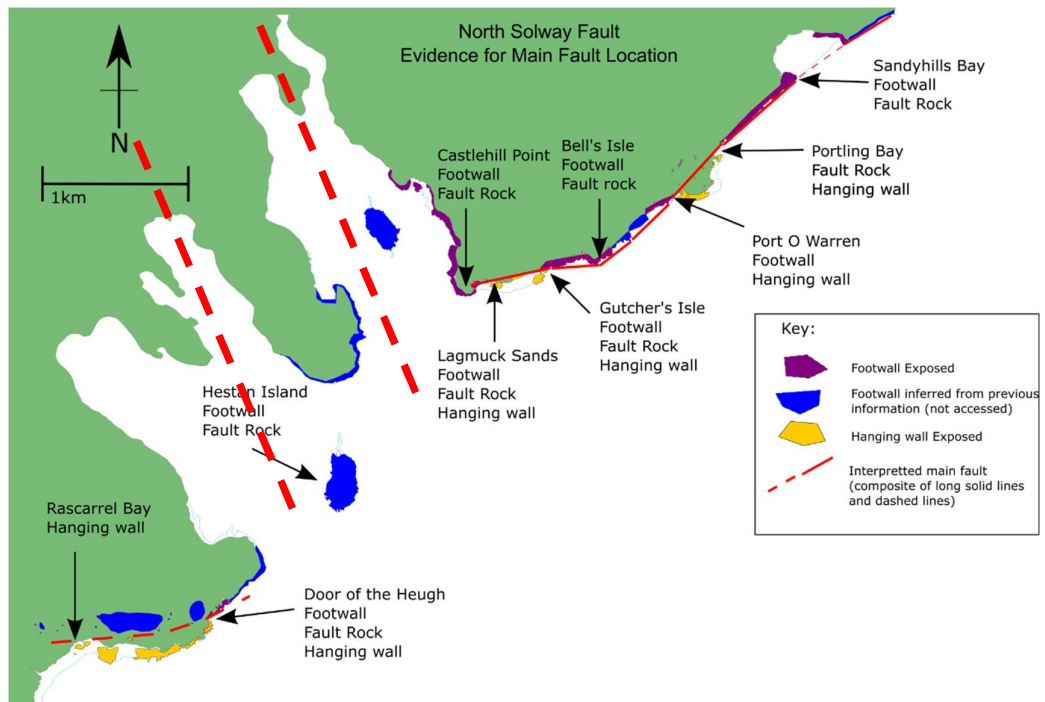 North Solway Fault
Evidence for Main Fault Location
N
1km
Sandyhills Bay
Footwall
Fault Rock
Bell's Isle
Footwall
Fault rock
Castlehill Point
Footwall
Fault Rock
Portling Bay
Fault Rock
Hanging wall
Port O Warren
Footwall
Hanging wall
Gutcher's Isle
Footwall
Fault Rock
Hanging wall
Lagmuck Sands
Footwall
Fault Rock
Hanging wall
Hestan Island
Footwall
Fault Rock
Rascarrel Bay
Hanging wall
Door of the Heugh
Footwall
Fault Rock
Hanging wall
Key:
Footwall Exposed
Footwall inferred from previous
information (not accessed)
Hanging wall Exposed
Interpretted main fault
(composite of long solid lines
and dashed lines)